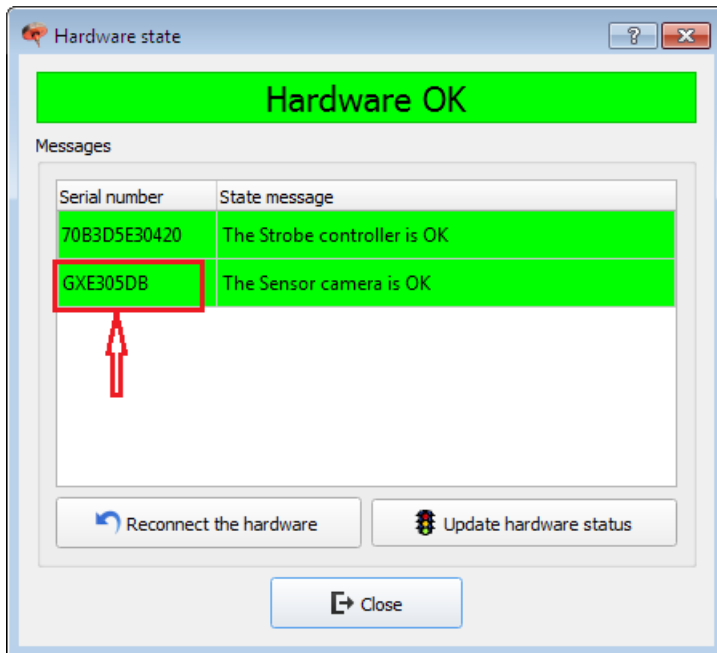 Hardware state
Hardware OK
Messages
Serial number State message
70B3D5E30420 The Strobe controller is OK
GXE305DB The Sensor camera is OK
Reconnect the hardware Update hardware status
Close